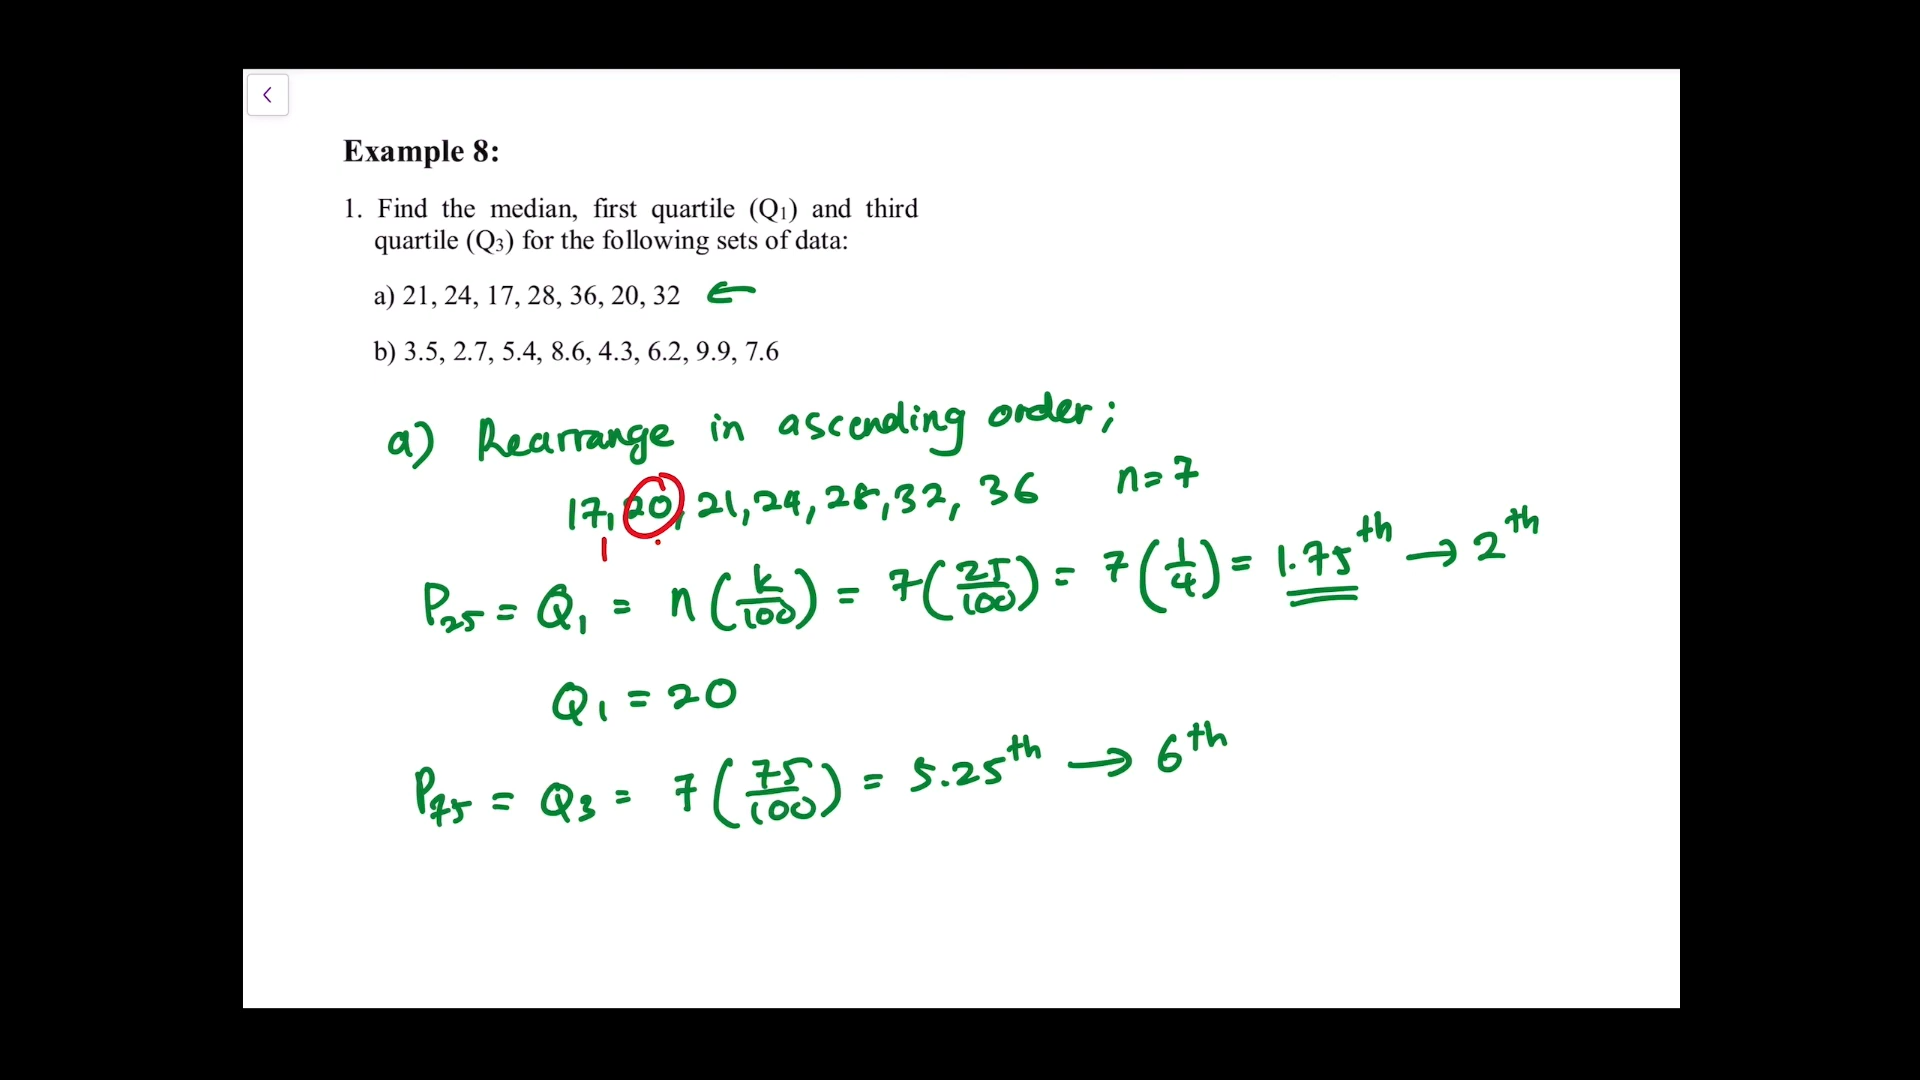 Example 8:
1. Find the median, first quartile (Q₁) and third
quartile (Q₃) for the following sets of data:
a) 21, 24, 17, 28, 36, 20, 32 ←
b) 3.5, 2.7, 5.4, 8.6, 4.3, 6.2, 9.9, 7.6
a) Rearrange in ascending order;
17, 20, 21, 24, 28, 32, 36 n=7
1
P₂₅ = Q₁ = n(k/100) = 7(25/100) = 7(1/4) = 1.75ᵗʰ → 2ᵗʰ
Q₁ = 20
P₇₅ = Q₃ = 7(75/100) = 5.25ᵗʰ → 6ᵗʰ